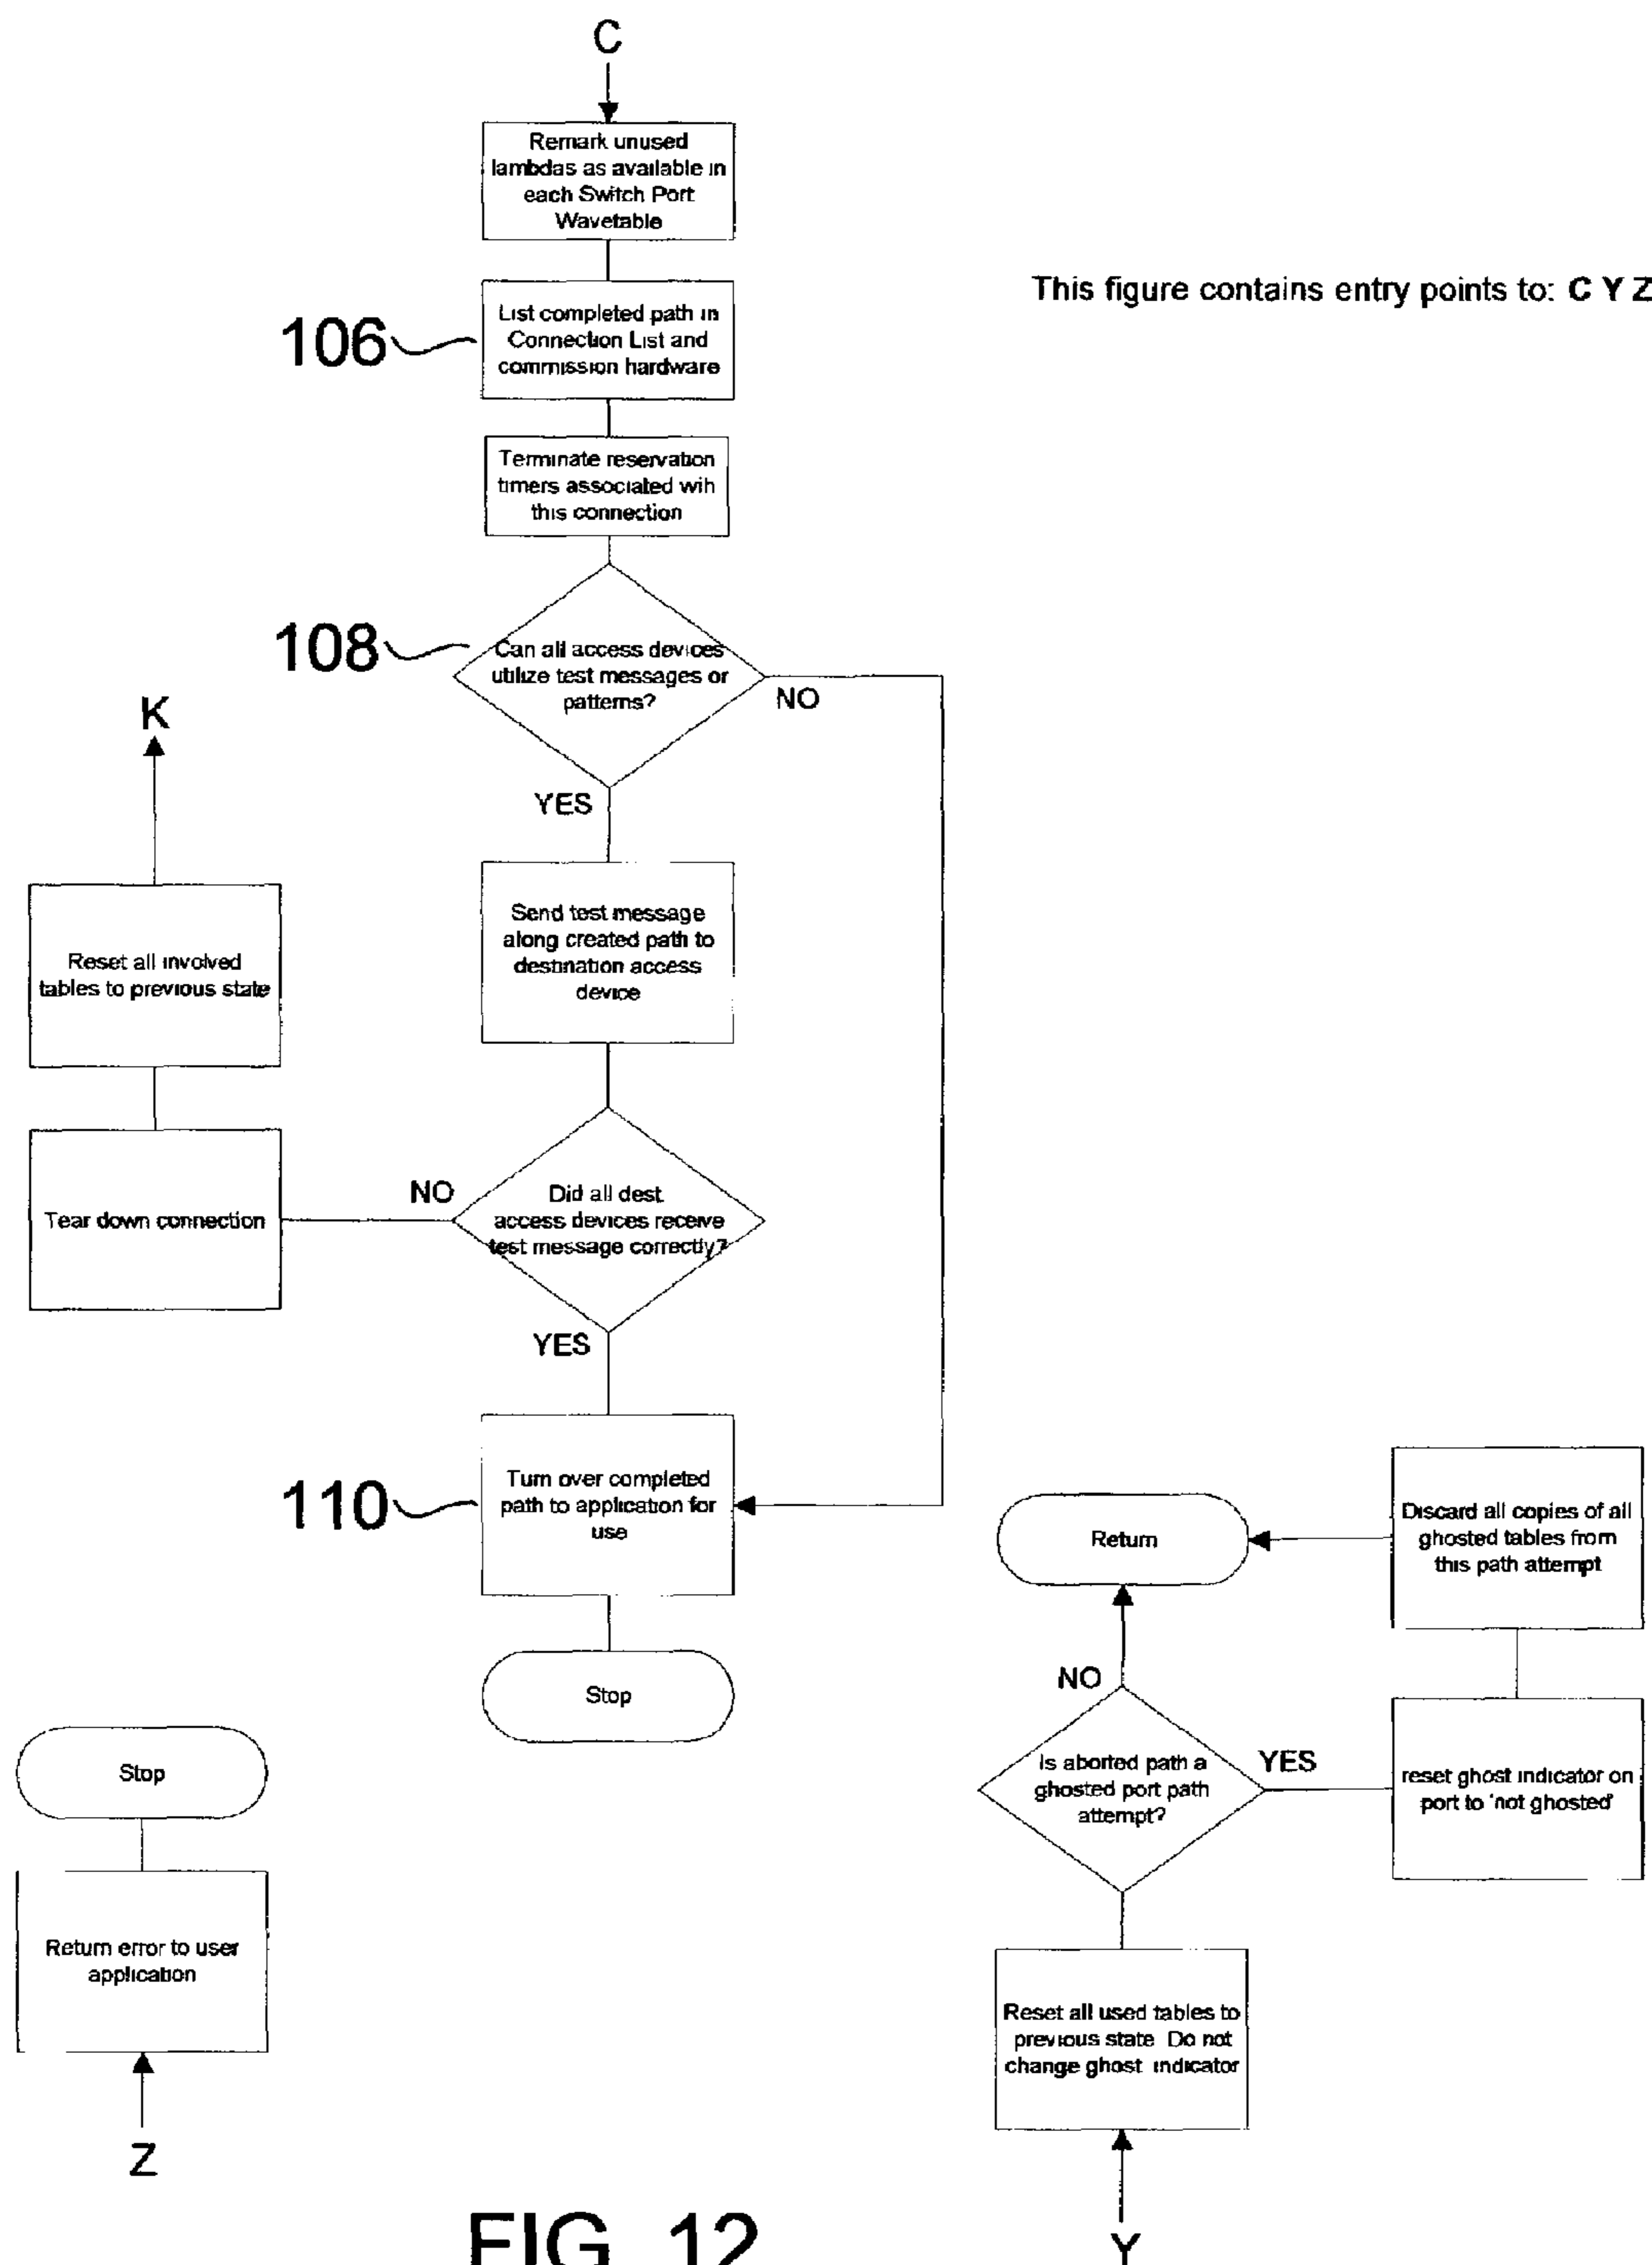 C
Remark unused
lambdas as available in
each Switch Port
Wavetable
This figure contains entry points to: C Y Z
106
List completed path in
Connection List and
commission hardware
Terminate reservation
timers associated wih
this connection
108
Can all access devices
utilize test messages or
patterns?
NO
YES
K
Send test message
along created path to
destination access
device
Reset all involved
tables to previous state
Tear down connection
NO
Did all dest.
access devices receive
test message correctly?
YES
110
Turn over completed
path to application for
use
Stop
Return
Discard all copies of all
ghosted tables from
this path attempt
NO
Is aborted path a
ghosted port path
attempt?
YES
reset ghost indicator on
port to 'not ghosted'
Stop
Return error to user
application
Z
Reset all used tables to
previous state Do not
change ghost indicator
Y
FIG. 12